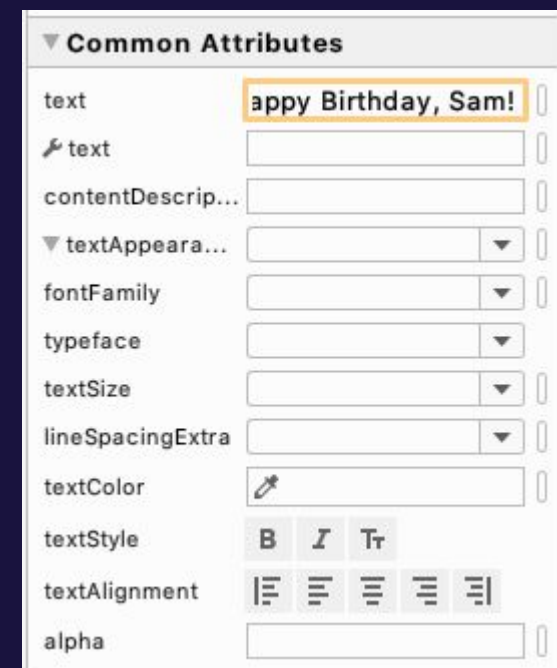 Common Attributes
text appy Birthday, Sam!
text
contentDescrip...
textAppeara...
fontFamily
typeface
textSize
lineSpacingExtra
textColor
textStyle B I Tт
textAlignment
alpha